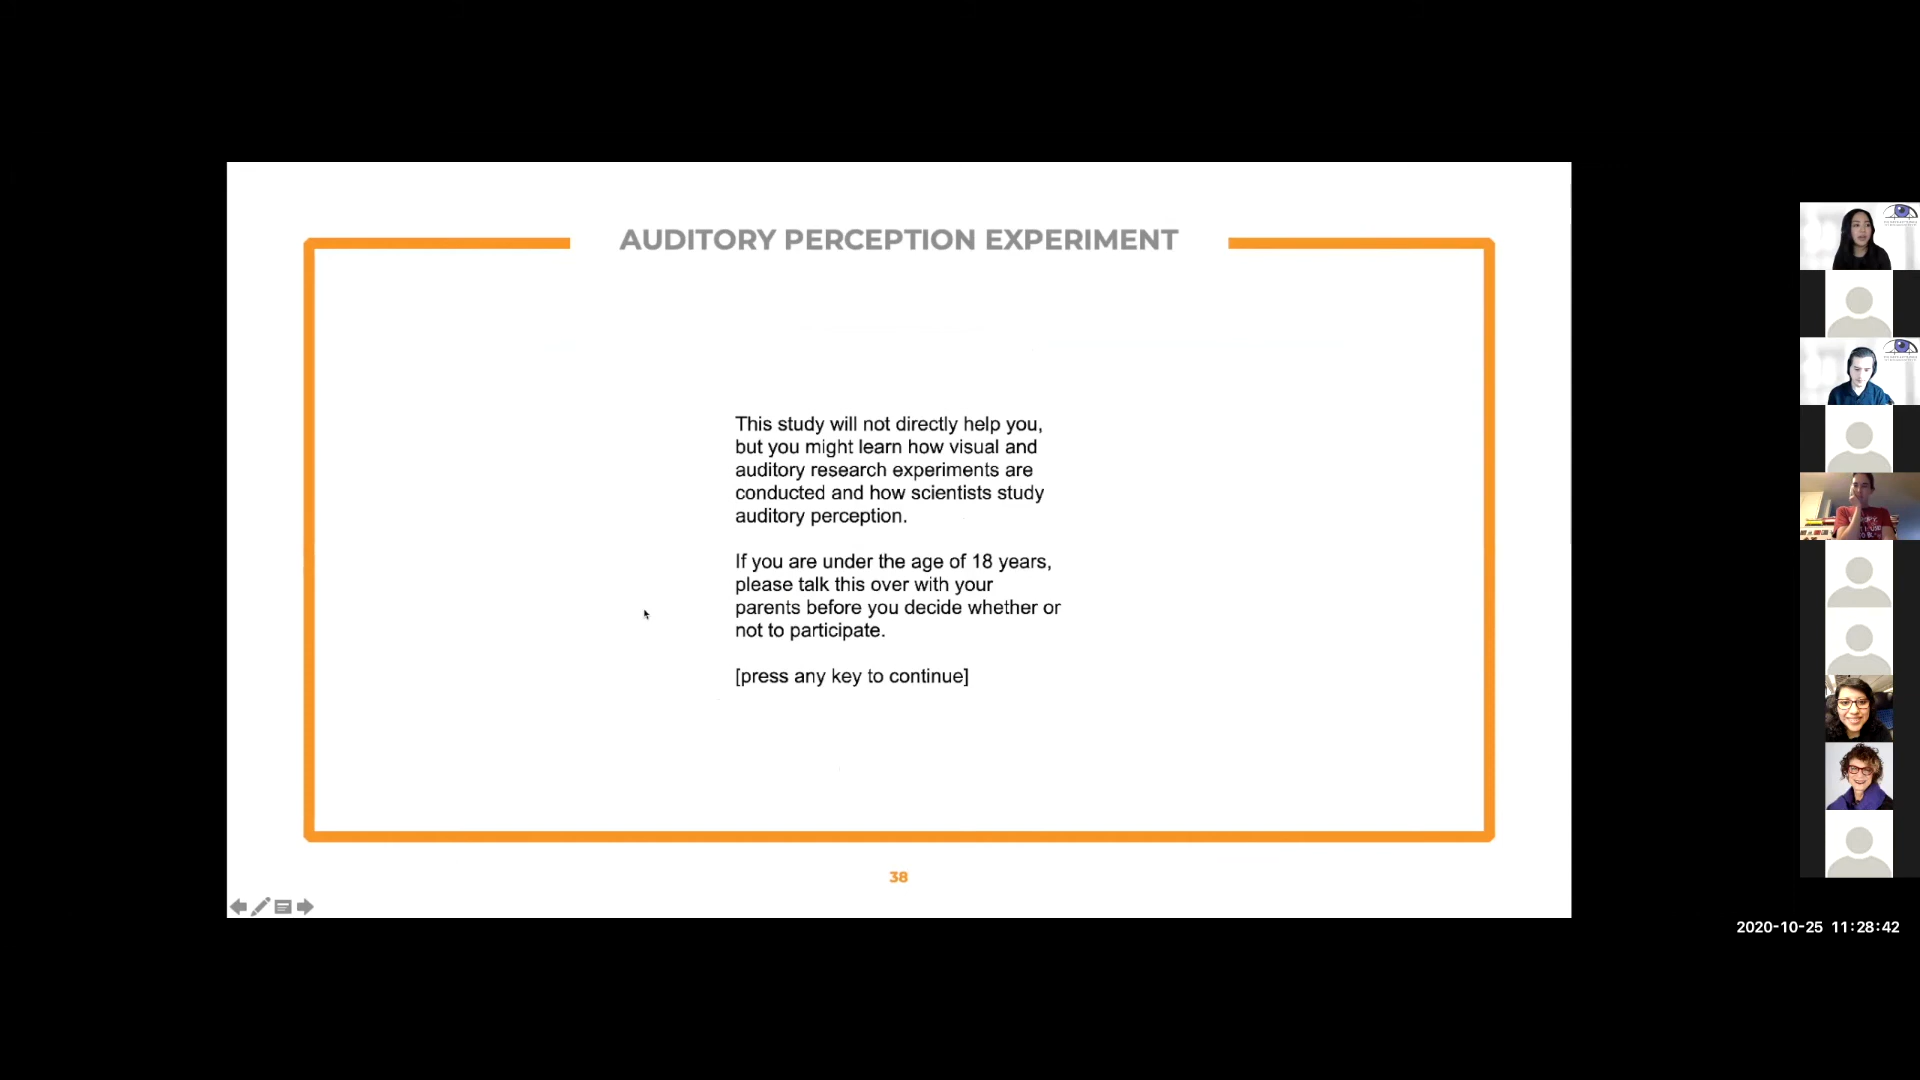 AUDITORY PERCEPTION EXPERIMENT
This study will not directly help you,
but you might learn how visual and
auditory research experiments are
conducted and how scientists study
auditory perception.
If you are under the age of 18 years,
please talk this over with your
parents before you decide whether or
not to participate.
[press any key to continue]
38
2020-10-25 11:28:42